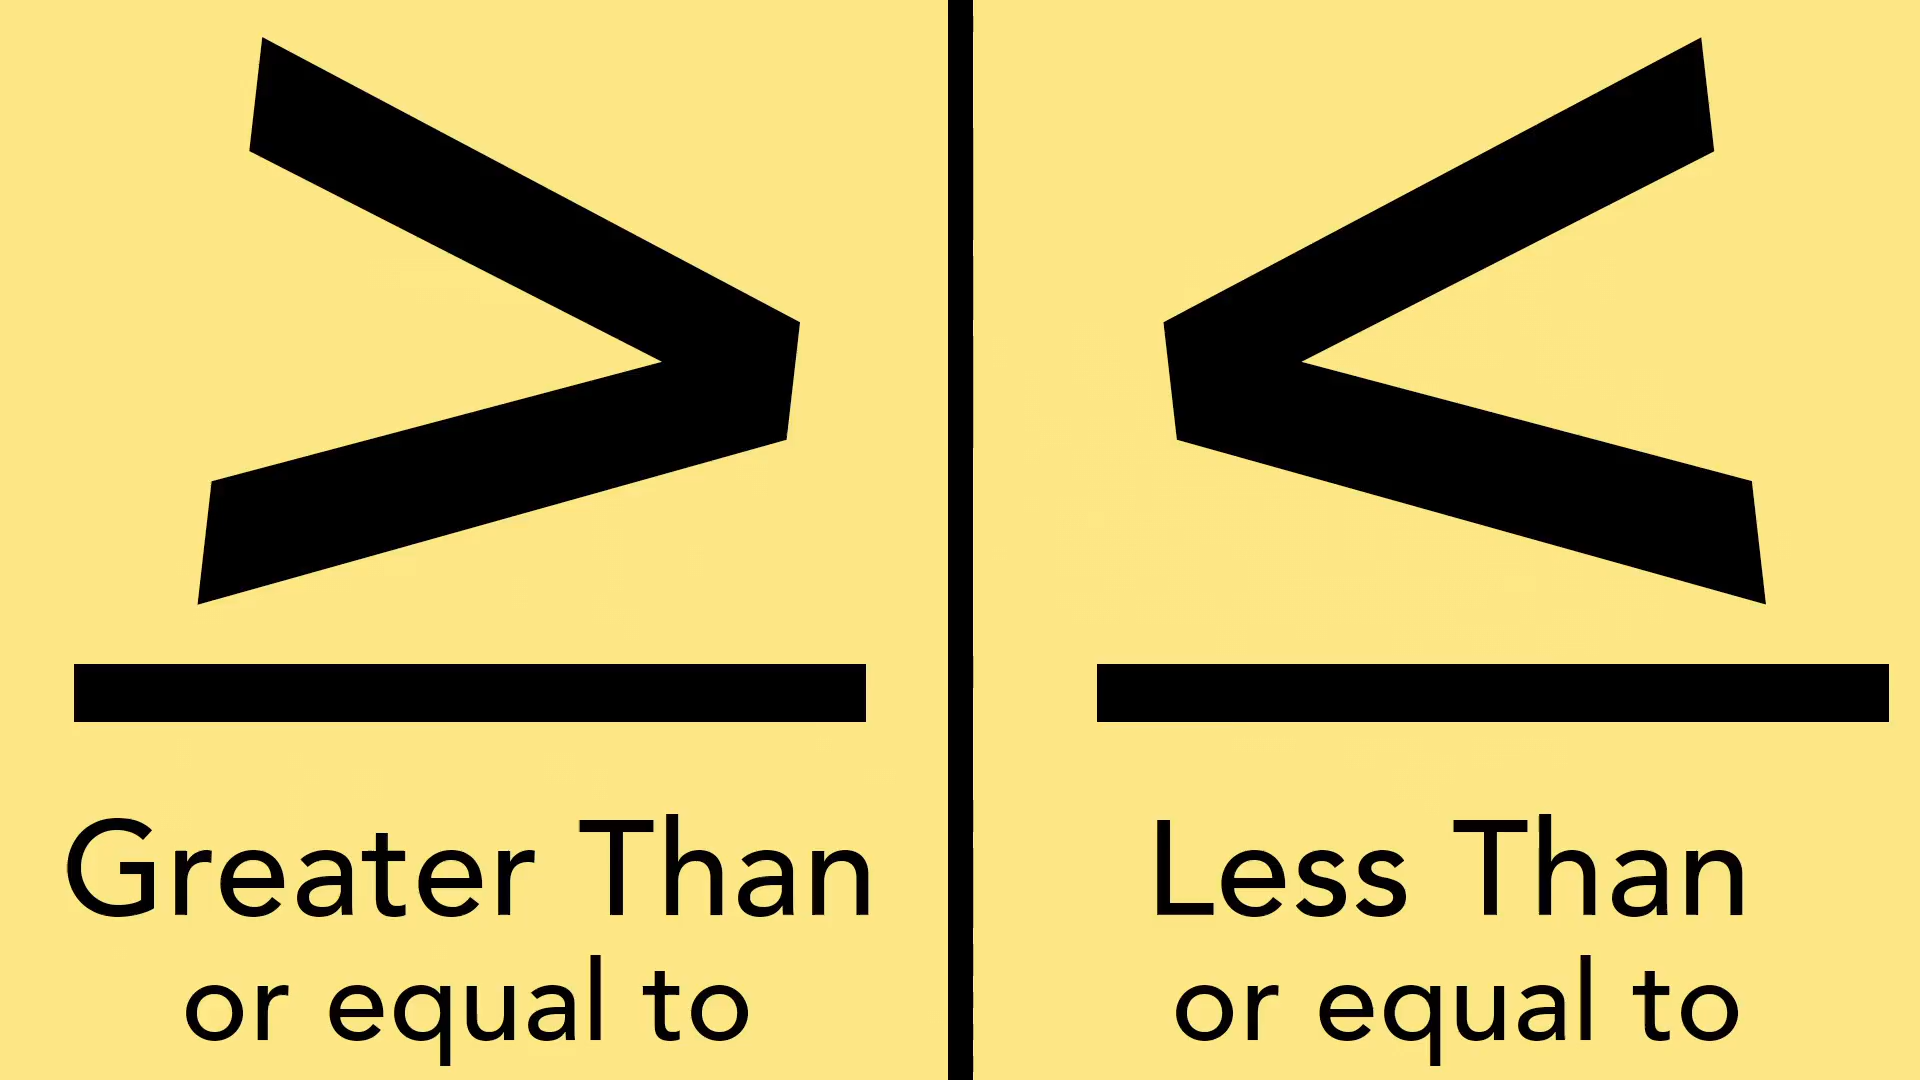 ≥
Greater Than
or equal to
≤
Less Than
or equal to